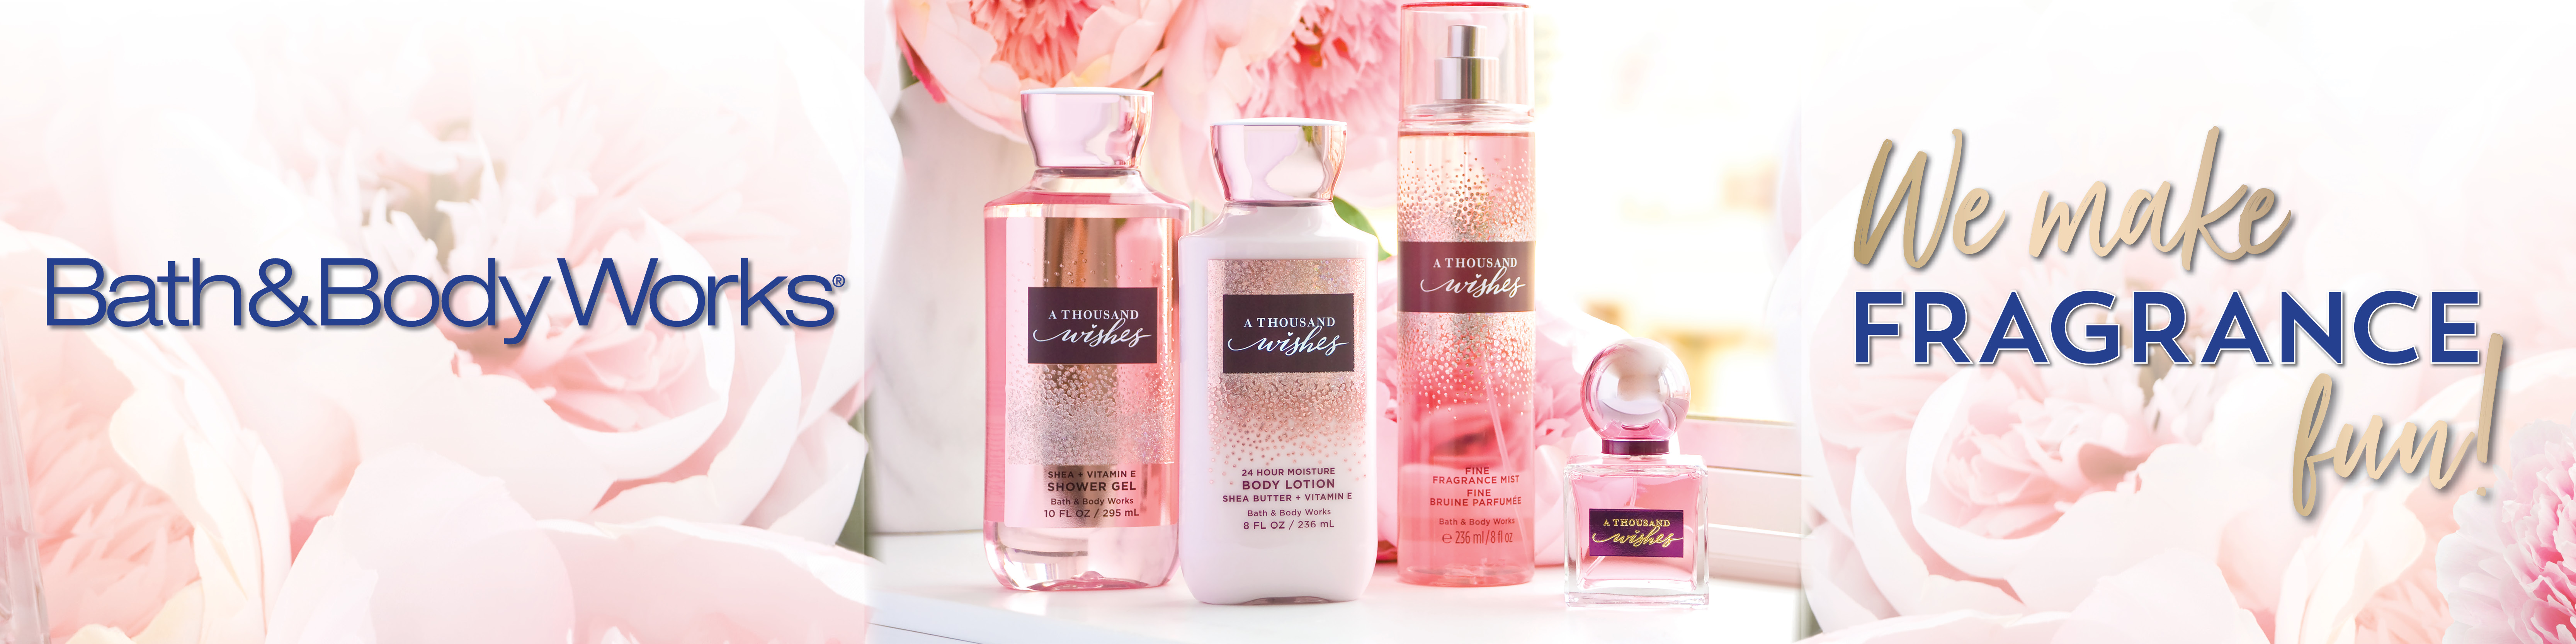 Bath&Body Works®
A THOUSAND
wishes
SHEA + VITAMIN E
SHOWER GEL
Bath & Body Works
10 FL OZ / 295 mL
A THOUSAND
wishes
24 HOUR MOISTURE
BODY LOTION
SHEA BUTTER + VITAMIN E
Bath & Body Works
8 FL OZ / 236 mL
A THOUSAND
wishes
FINE
FRAGRANCE MIST
FINE
BRUINE PARFUMÉE
Bath & Body Works
℮ 236 ml/8 fl oz
A THOUSAND
wishes
We make
FRAGRANCE
fun!